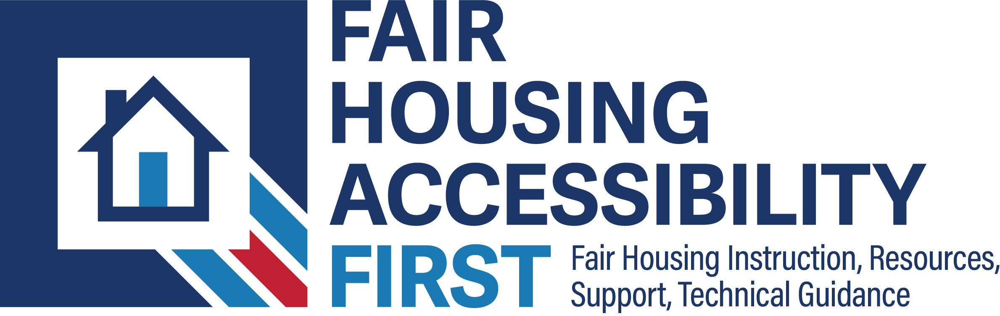 FAIR
HOUSING
ACCESSIBILITY
FIRST
Fair Housing Instruction, Resources,
Support, Technical Guidance